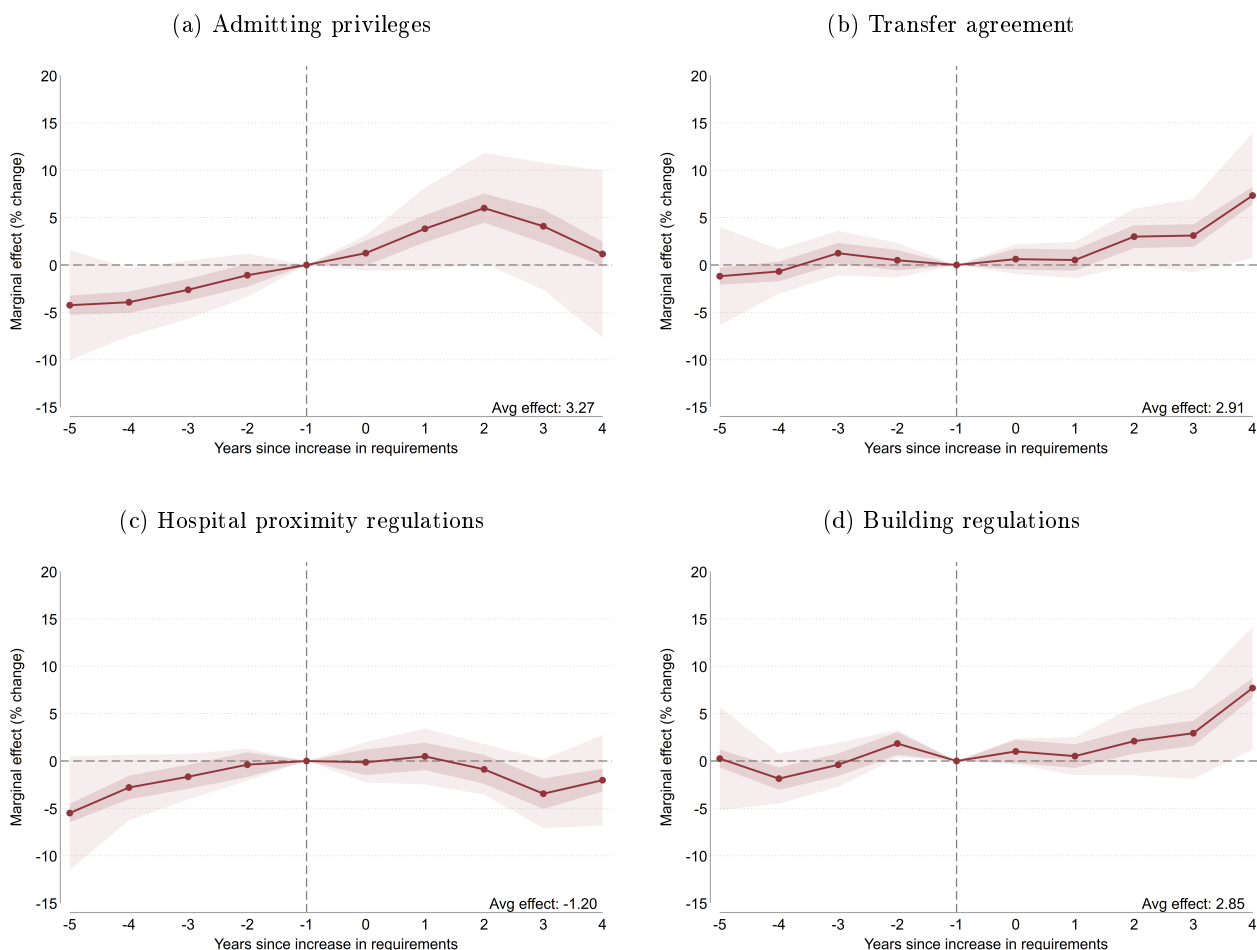 (a) Admitting privileges
20
15
10
5
0
-5
-10
-15
Marginal effect (% change)
Avg effect: 3.27
-5 -4 -3 -2 -1 0 1 2 3 4
Years since increase in requirements
(b) Transfer agreement
20
15
10
5
0
-5
-10
-15
Marginal effect (% change)
Avg effect: 2.91
-5 -4 -3 -2 -1 0 1 2 3 4
Years since increase in requirements
(c) Hospital proximity regulations
20
15
10
5
0
-5
-10
-15
Marginal effect (% change)
Avg effect: -1.20
-5 -4 -3 -2 -1 0 1 2 3 4
Years since increase in requirements
(d) Building regulations
20
15
10
5
0
-5
-10
-15
Marginal effect (% change)
Avg effect: 2.85
-5 -4 -3 -2 -1 0 1 2 3 4
Years since increase in requirements